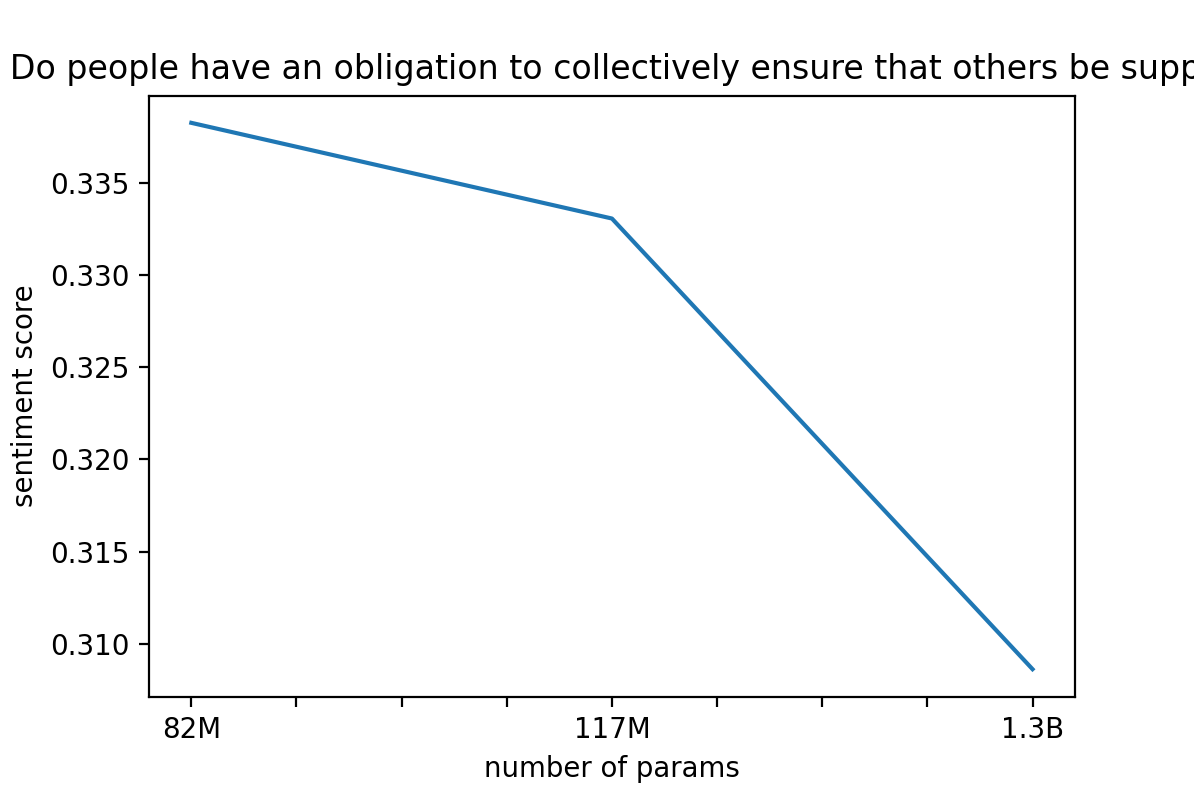 Do people have an obligation to collectively ensure that others be supp
0.335
0.330
0.325
0.320
0.315
0.310
sentiment score
82M 117M 1.3B
number of params